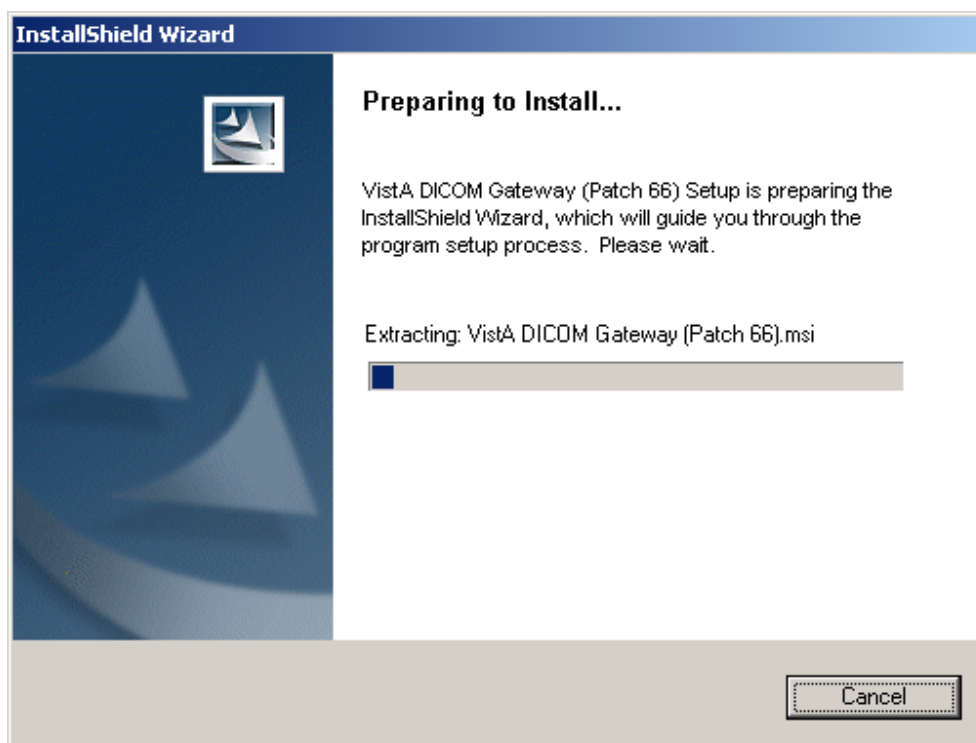 InstallShield Wizard
Preparing to Install...
VistA DICOM Gateway (Patch 66) Setup is preparing the
InstallShield Wizard, which will guide you through the
program setup process.  Please wait.
Extracting: VistA DICOM Gateway (Patch 66).msi
Cancel